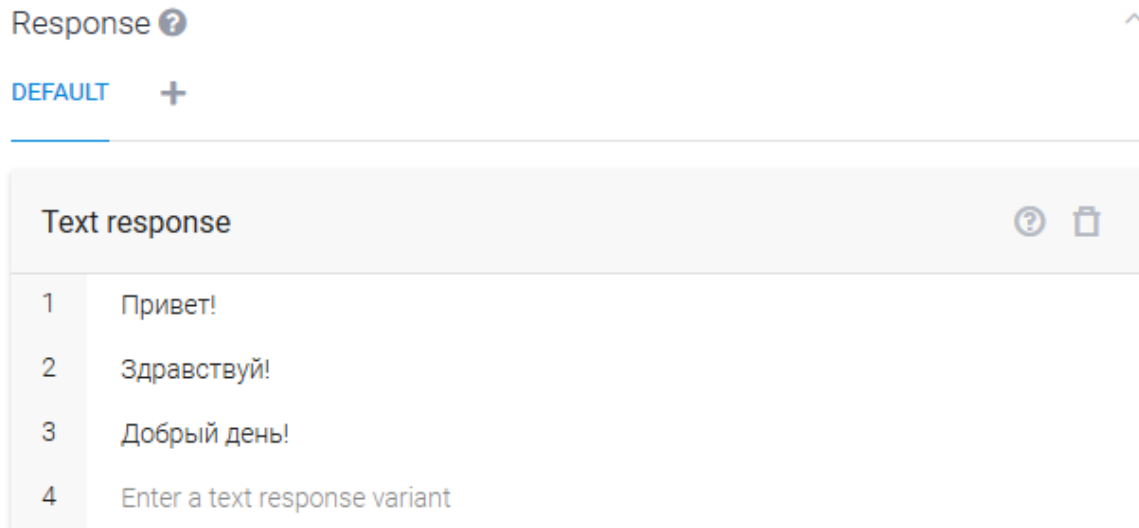 Response
DEFAULT +
Text response
1 Привет!
2 Здравствуй!
3 Добрый день!
4 Enter a text response variant